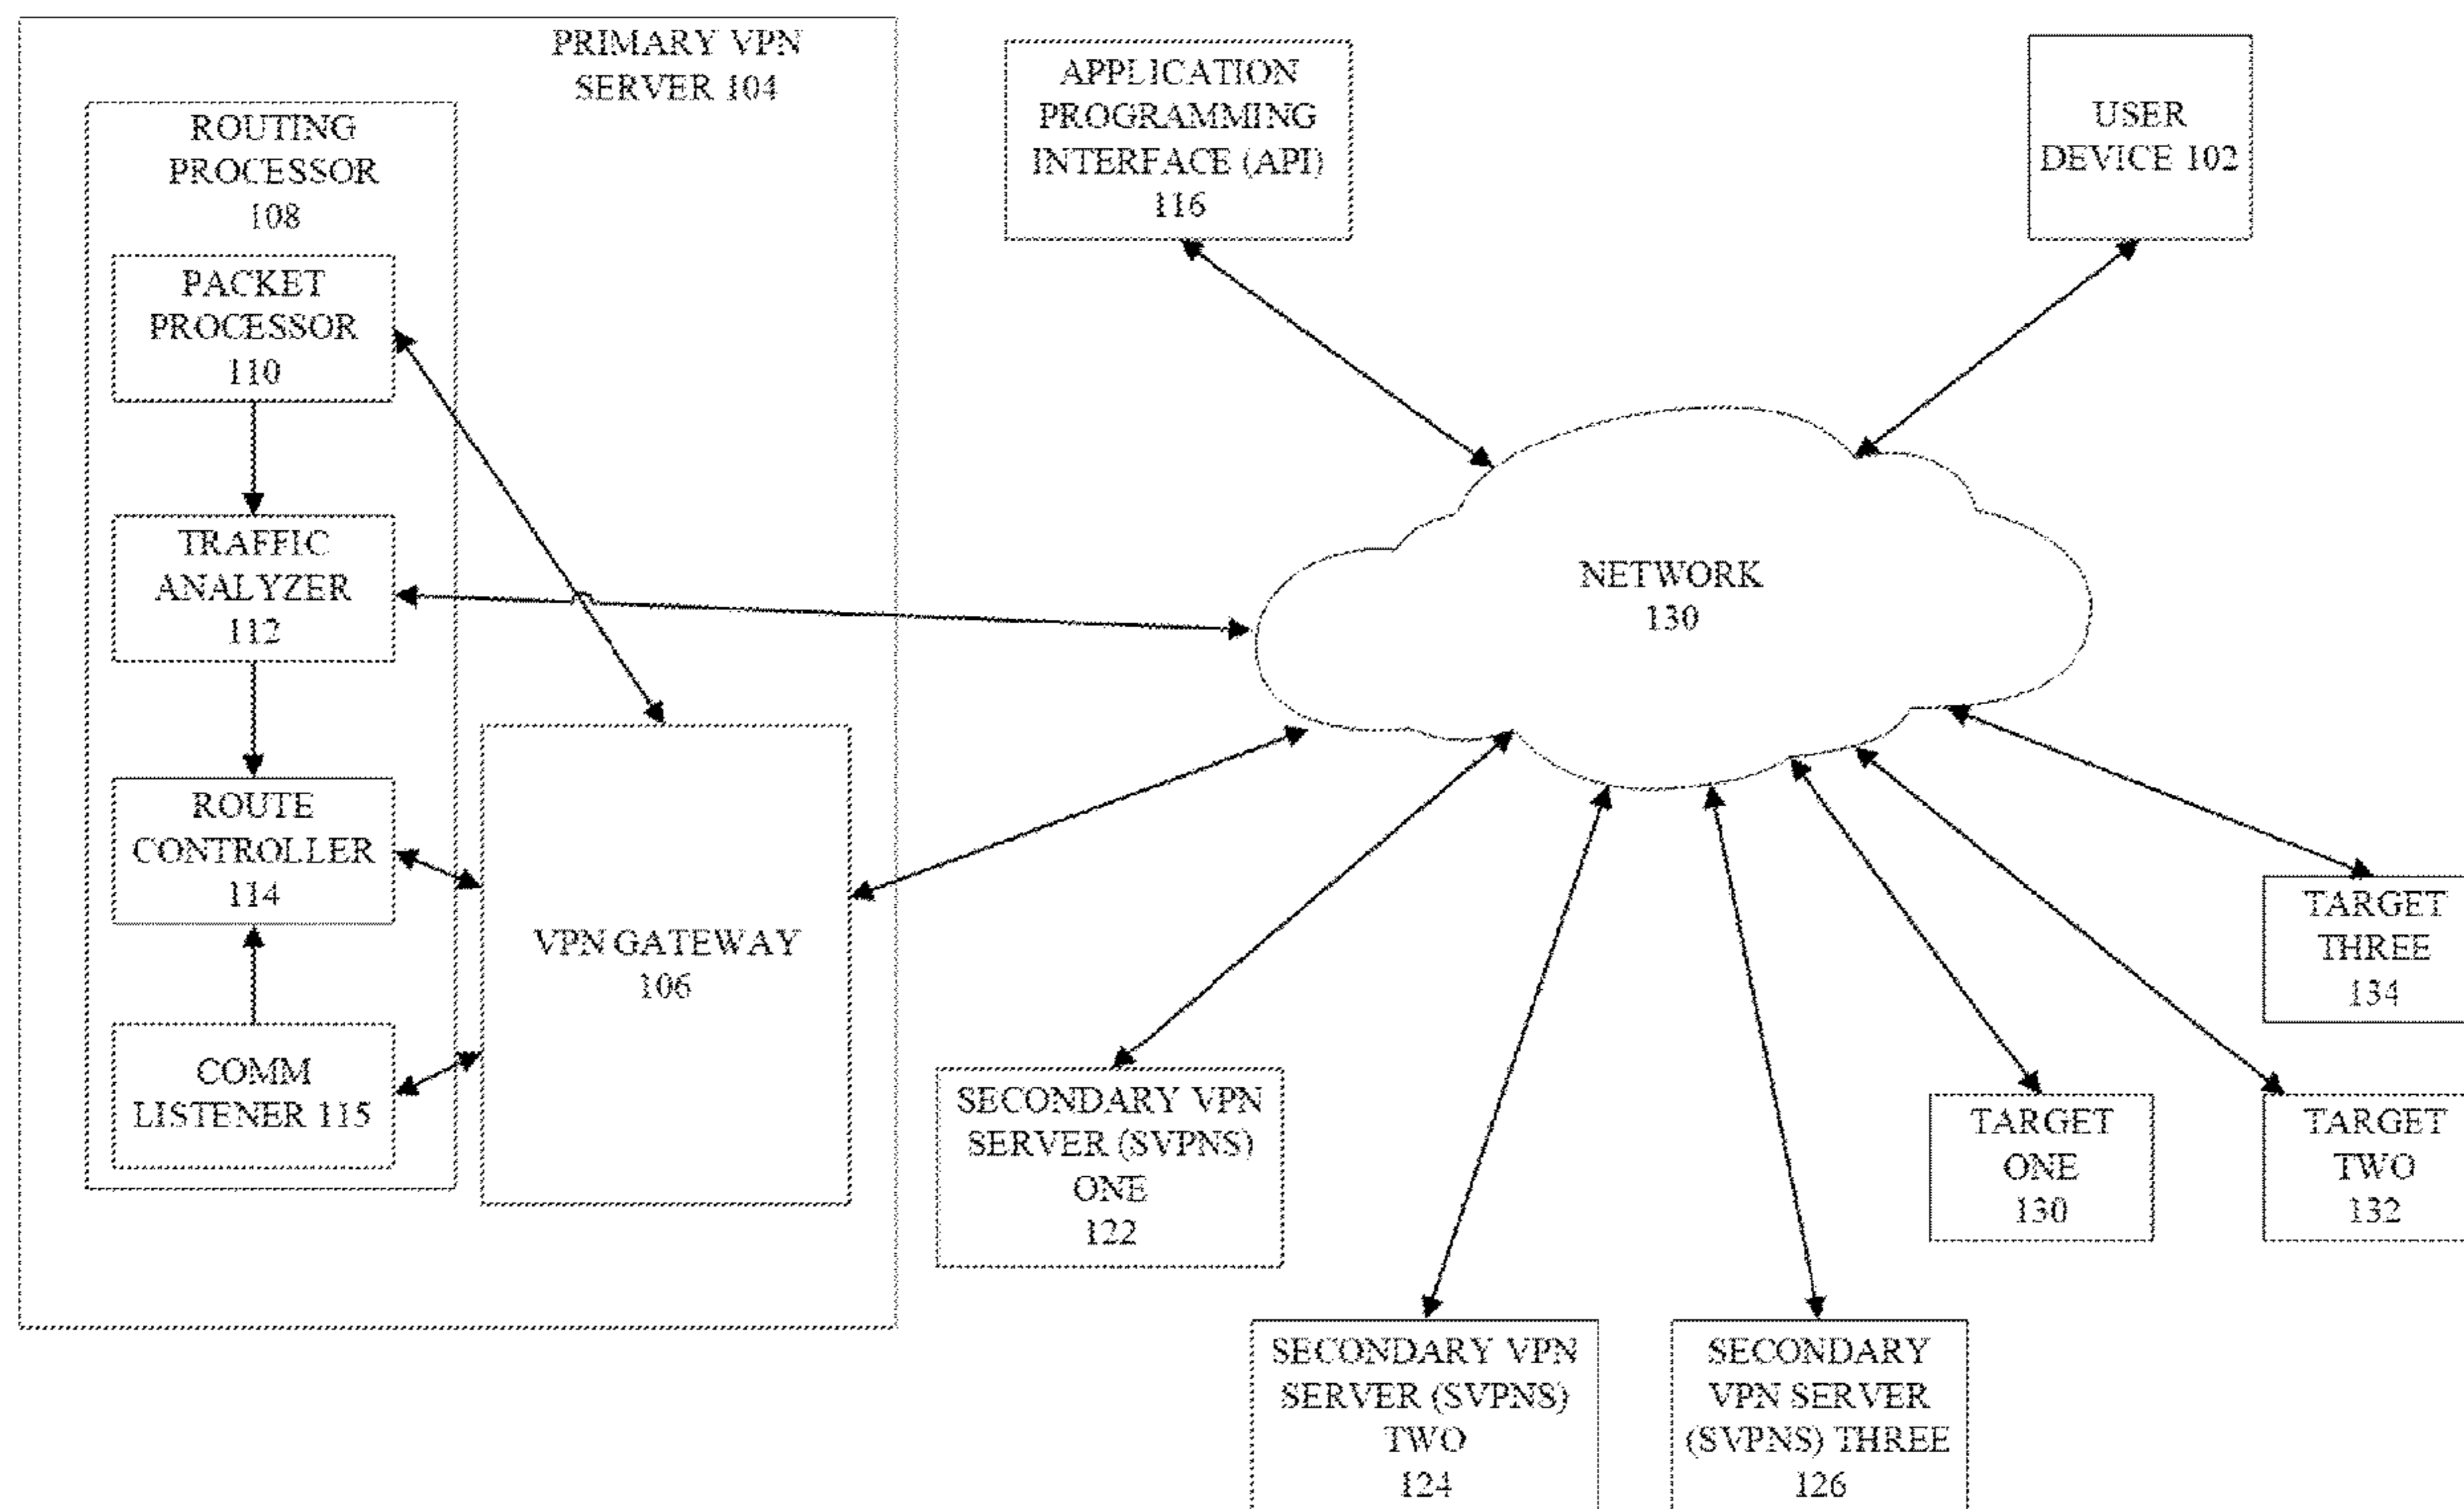 PRIMARY VPN
SERVER 104
ROUTING
PROCESSOR
108
PACKET
PROCESSOR
110
TRAFFIC
ANALYZER
112
ROUTE
CONTROLLER
114
COMM
LISTENER 115
VPN GATEWAY
106
APPLICATION
PROGRAMMING
INTERFACE (API)
116
USER
DEVICE 102
NETWORK
130
SECONDARY VPN
SERVER (SVPNS)
ONE
122
SECONDARY VPN
SERVER (SVPNS)
TWO
124
SECONDARY
VPN SERVER
(SVPNS) THREE
126
TARGET
ONE
130
TARGET
TWO
132
TARGET
THREE
134